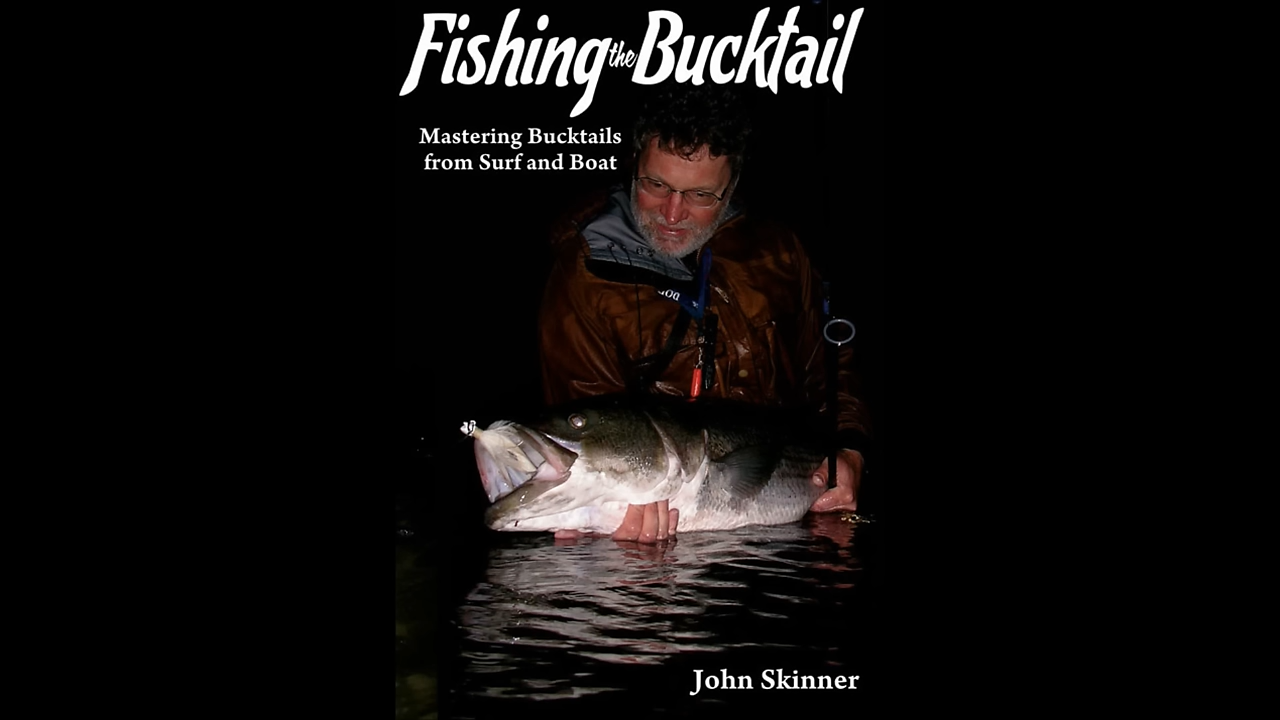 Fishing the Bucktail
Mastering Bucktails
from Surf and Boat
John Skinner